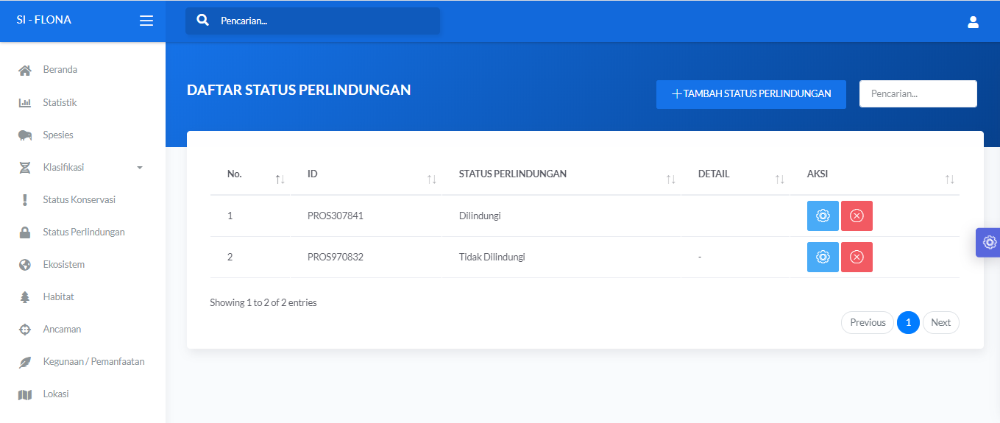 SI - FLONA
Pencarian...
Beranda
Statistik
Spesies
Klasifikasi
Status Konservasi
Status Perlindungan
Ekosistem
Habitat
Ancaman
Kegunaan / Pemanfaatan
Lokasi
DAFTAR STATUS PERLINDUNGAN
+ TAMBAH STATUS PERLINDUNGAN
Pencarian...
No. ID STATUS PERLINDUNGAN DETAIL AKSI
1 PROS307841 Dilindungi
2 PROS970832 Tidak Dilindungi -
Showing 1 to 2 of 2 entries
Previous 1 Next